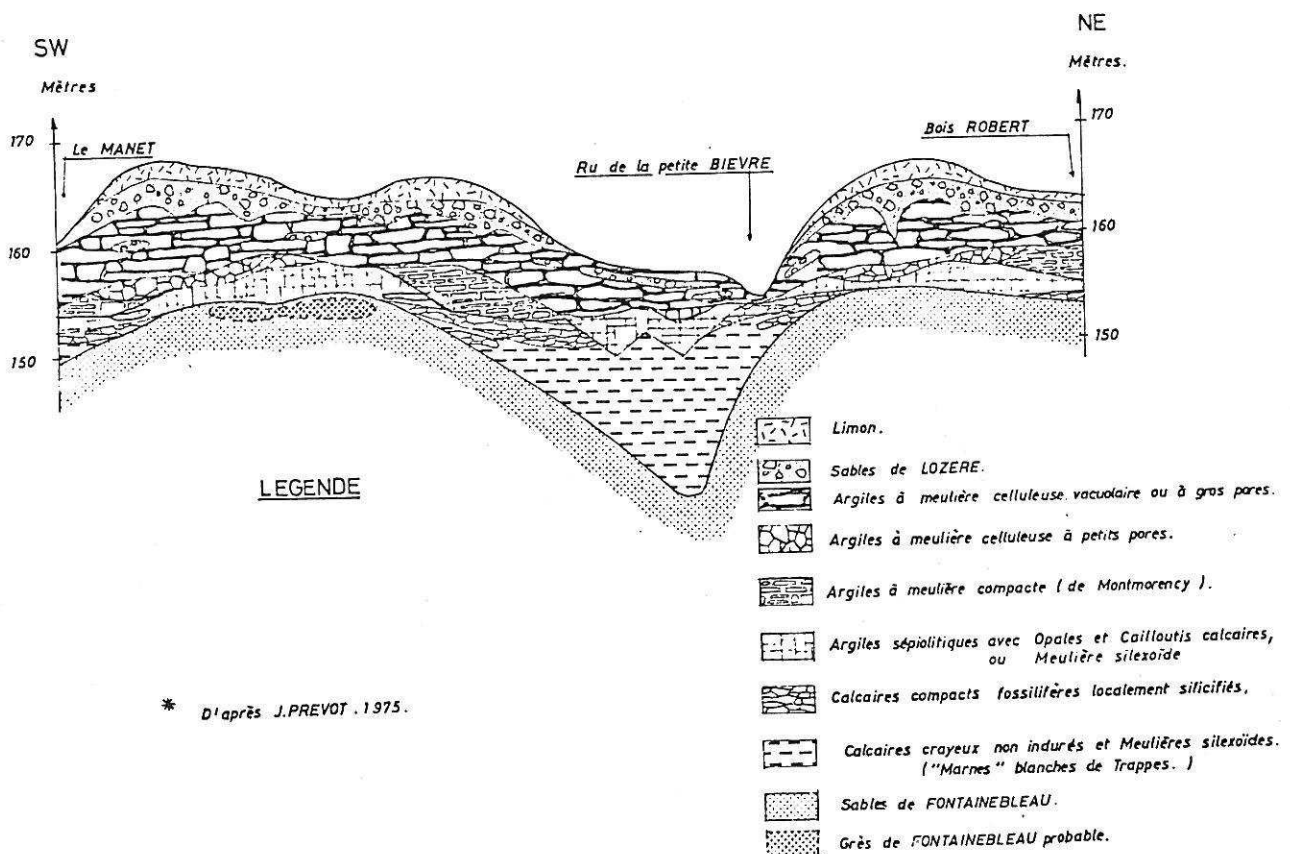 SW
NE
Mètres
Mètres.
170
170
Le MANET
Bois ROBERT
Ru de la petite BIEVRE
160
160
150
150
LEGENDE
Limon.
Sables de LOZERE.
Argiles à meulière celluleuse vacuolaire ou à gros pores.
Argiles à meulière celluleuse à petits pores.
Argiles à meulière compacte (de Montmorency).
Argiles sépiolitiques avec Opales et Cailloutis calcaires,
ou Meulière silexoïde
Calcaires compacts fossilifères localement silicifiés,
Calcaires crayeux non indurés et Meulières silexoïdes.
("Marnes" blanches de Trappes.)
Sables de FONTAINEBLEAU.
Grès de FONTAINEBLEAU probable.
* D'après J.PREVOT.1975.